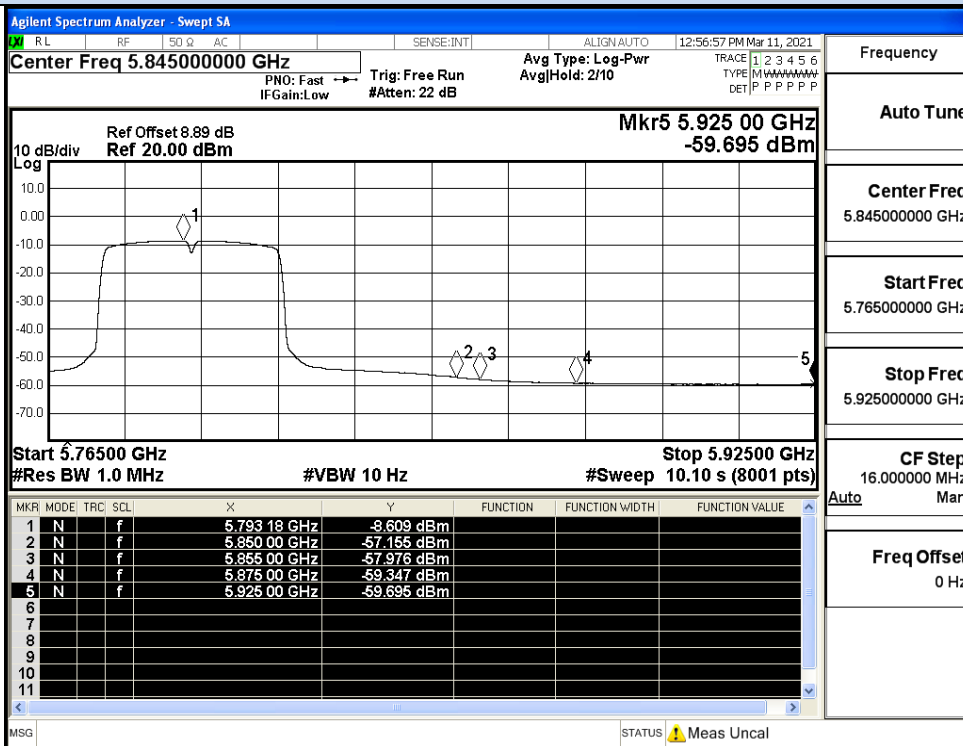 Agilent Spectrum Analyzer - Swept SA
LXI RL RF 50 Ω AC SENSE:INT ALIGN AUTO 12:56:57 PM Mar 11, 2021
Center Freq 5.845000000 GHz Avg Type: Log-Pwr TRACE 1 2 3 4 5 6
PNO: Fast Trig: Free Run Avg|Hold: 2/10 TYPE M
IFGain:Low #Atten: 22 dB DET P P P P P P
Ref Offset 8.89 dB Mkr5 5.925 00 GHz
10 dB/div Ref 20.00 dBm -59.695 dBm
Log
10.0
0.00
-10.0
-20.0
-30.0
-40.0
-50.0
-60.0
-70.0
1
2 3 4 5
Start 5.76500 GHz Stop 5.92500 GHz
#Res BW 1.0 MHz #VBW 10 Hz #Sweep 10.10 s (8001 pts)
MKR MODE TRC SCL X Y FUNCTION FUNCTION WIDTH FUNCTION VALUE
1 N f 5.793 18 GHz -8.609 dBm
2 N f 5.850 00 GHz -57.155 dBm
3 N f 5.855 00 GHz -57.976 dBm
4 N f 5.875 00 GHz -59.347 dBm
5 N f 5.925 00 GHz -59.695 dBm
6
7
8
9
10
11
MSG STATUS Meas Uncal
Frequency
Auto Tune
Center Freq
5.845000000 GHz
Start Freq
5.765000000 GHz
Stop Freq
5.925000000 GHz
CF Step
16.000000 MHz
Auto Man
Freq Offset
0 Hz